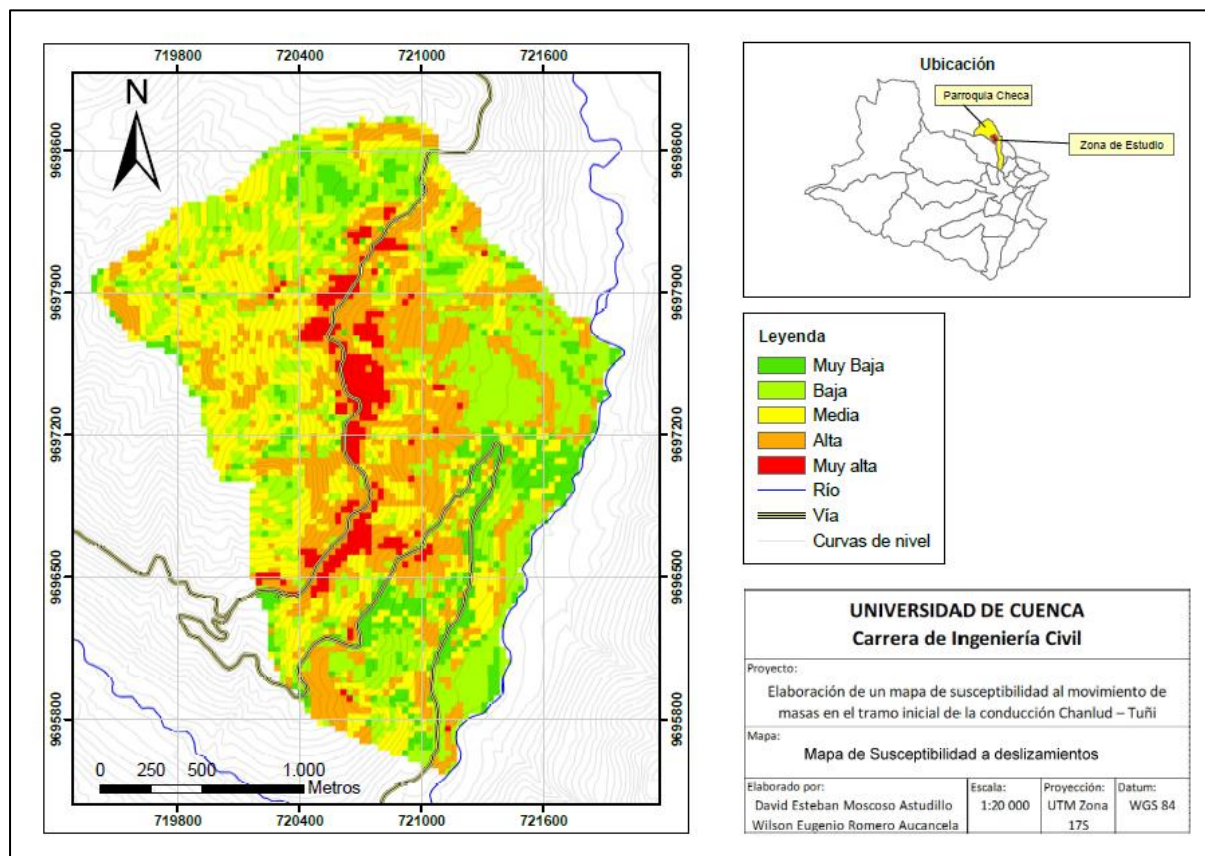 719800 720400 721000 721600
N
9698600 9698600
9697900 9697900
9697200 9697200
9696500 9696500
9695800 9695800
0 250 500 1.000
Metros
719800 720400 721000 721600
Ubicación
Parroquia Checa
Zona de Estudio
Leyenda
Muy Baja
Baja
Media
Alta
Muy alta
Río
Vía
Curvas de nivel
UNIVERSIDAD DE CUENCA
Carrera de Ingeniería Civil
Proyecto:
Elaboración de un mapa de susceptibilidad al movimiento de
masas en el tramo inicial de la conducción Chanlud – Tuñi
Mapa:
Mapa de Susceptibilidad a deslizamientos
Elaborado por:
David Esteban Moscoso Astudillo
Wilson Eugenio Romero Aucancela
Escala:
1:20 000
Proyección:
UTM Zona
17S
Datum:
WGS 84